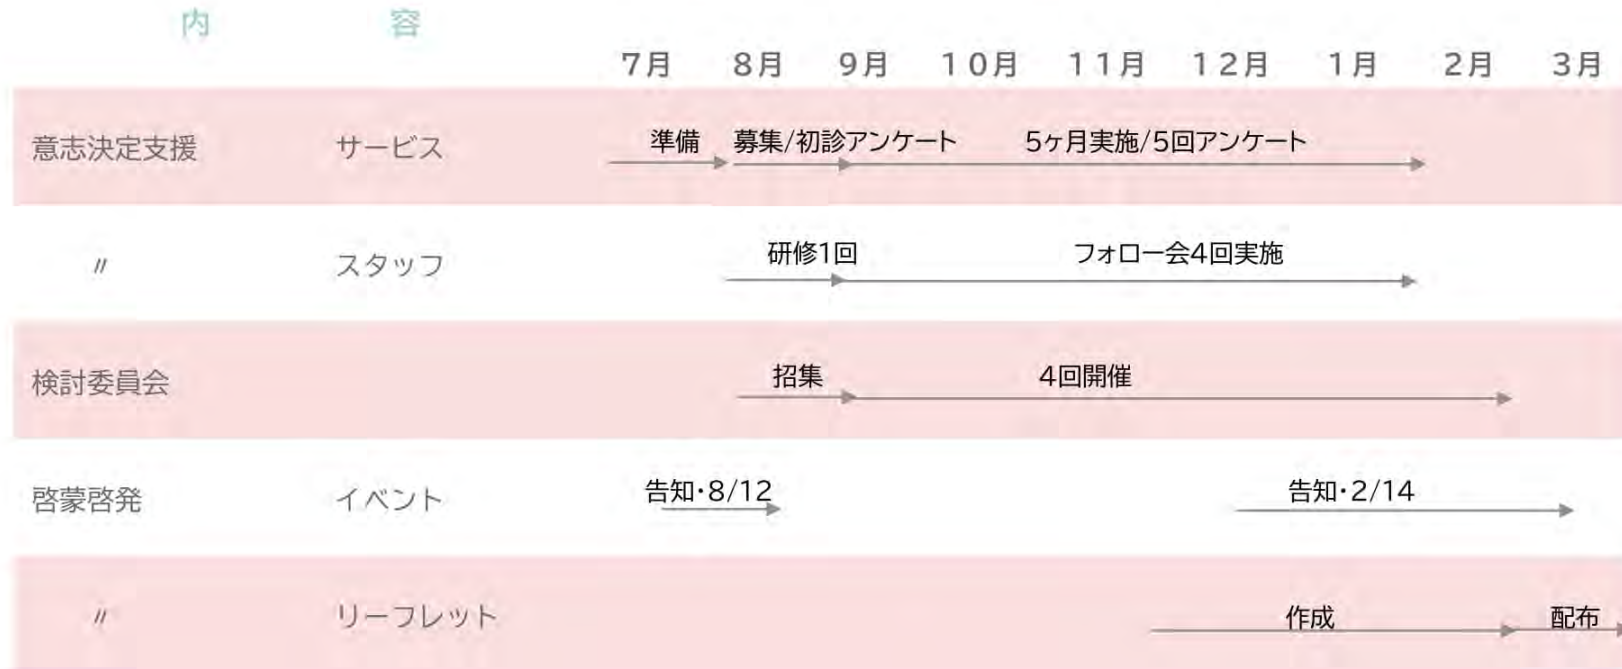 内 容
7月 8月 9月 10月 11月 12月 1月 2月 3月
意志決定支援 サービス 準備 募集/初診アンケート 5ヶ月実施/5回アンケート
〃 スタッフ 研修1回 フォロー会4回実施
検討委員会 招集 4回開催
啓蒙啓発 イベント 告知・8/12 告知・2/14
〃 リーフレット 作成 配布